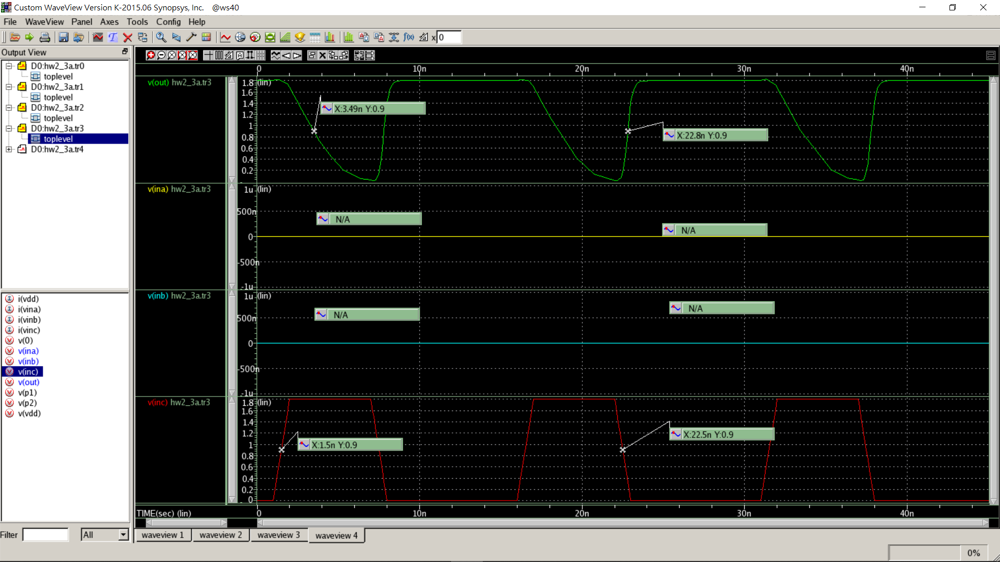 Custom WaveView Version K-2015.06 Synopsys, Inc. @ws40
File WaveView Panel Axes Tools Config Help
x 0
Output View
D0:hw2_3a.tr0
toplevel
D0:hw2_3a.tr1
toplevel
D0:hw2_3a.tr2
toplevel
D0:hw2_3a.tr3
toplevel
D0:hw2_3a.tr4
i(vdd)
i(vina)
i(vinb)
i(vinc)
v(0)
v(ina)
v(inb)
v(inc)
v(out)
v(p1)
v(p2)
v(vdd)
Filter All
0 10n 20n 30n 40n
v(out) hw2_3a.tr3
1.8 (lin)
1.6
1.4
1.2
1
0.8
0.6
0.4
0.2
X:3.49n Y:0.9
X:22.8n Y:0.9
v(ina) hw2_3a.tr3
1u (lin)
500n
0
-500n
-1u
N/A
N/A
v(inb) hw2_3a.tr3
1u (lin)
500n
0
-500n
-1u
N/A
N/A
v(inc) hw2_3a.tr3
1.8 (lin)
1.6
1.4
1.2
1
0.8
0.6
0.4
0.2
0
X:1.5n Y:0.9
X:22.5n Y:0.9
TIME(sec) (lin) 0 10n 20n 30n 40n
waveview 1 waveview 2 waveview 3 waveview 4
0%